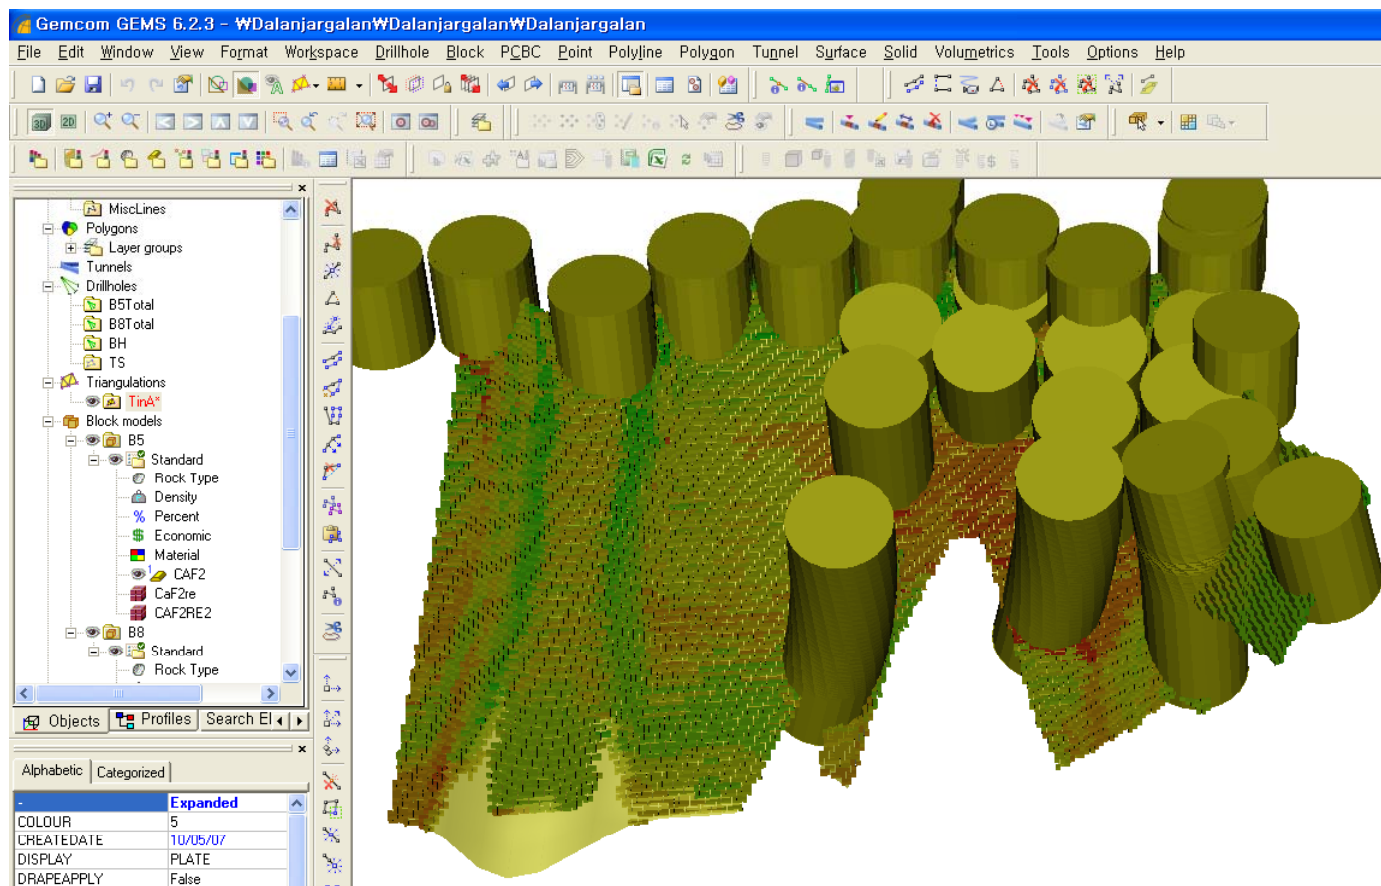 Gemcom GEMS 6.2.3 - ₩Dalanjargalan₩Dalanjargalan₩Dalanjargalan
File Edit Window View Format Workspace Drillhole Block PCBC Point Polyline Polygon Tunnel Surface Solid Volumetrics Tools Options Help
3D 2D
MiscLines
Polygons
Layer groups
Tunnels
Drillholes
B5Total
B8Total
BH
TS
Triangulations
TinA*
Block models
B5
Standard
Rock Type
Density
% Percent
$ Economic
Material
1 CAF2
CaF2re
CAF2RE2
B8
Standard
Rock Type
Objects Profiles Search El
Alphabetic Categorized
- Expanded
COLOUR 5
CREATEDATE 10/05/07
DISPLAY PLATE
DRAPEAPPLY False